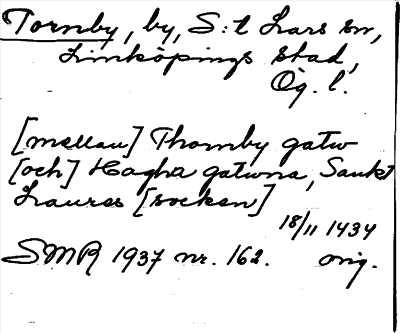 Tornby, by, S:t Lars sn,
Linköpings stad,
Ög. l.
[mellan] Thornby gatw
[och] Hagha gatwna, Sankt
Laures [socken]
18/11 1434
SMR 1937 nr. 162. orig.